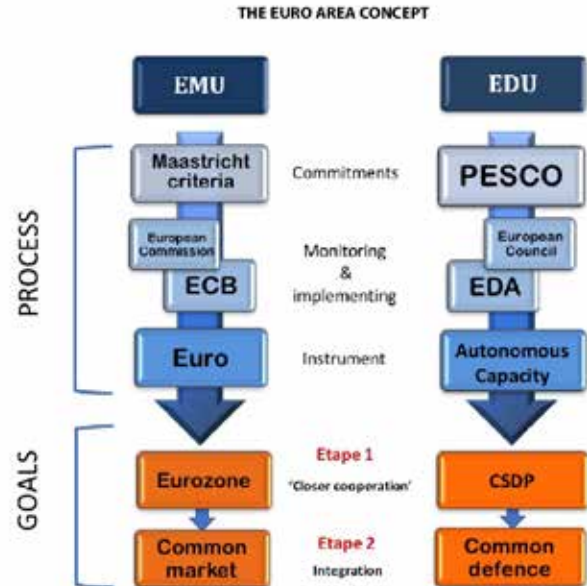 THE EURO AREA CONCEPT
EMU
EDU
PROCESS
Maastricht
criteria
Commitments
PESCO
European
Commission
ECB
Monitoring
&
implementing
European
Council
EDA
Euro
Instrument
Autonomous
Capacity
GOALS
Eurozone
Etape 1
'Closer cooperation'
CSDP
Common
market
Etape 2
Integration
Common
defence